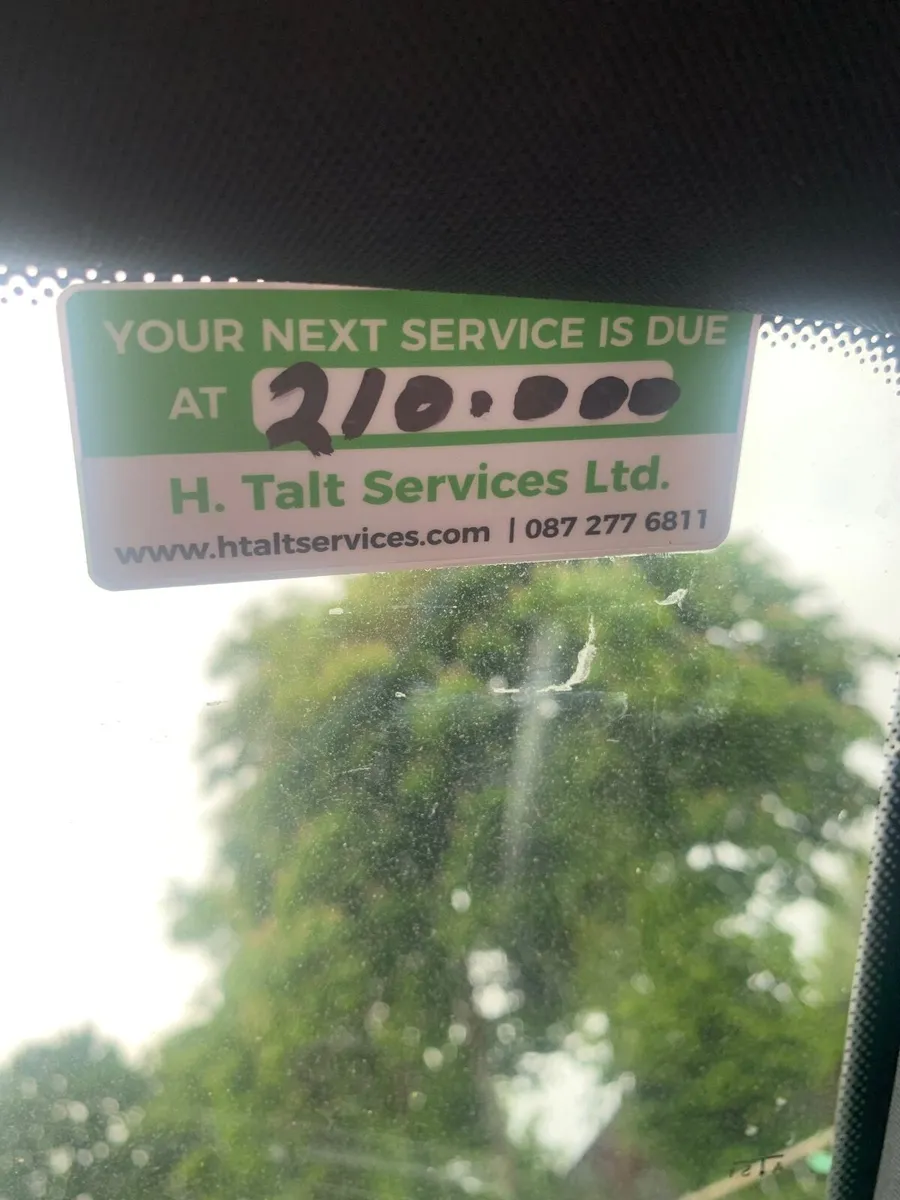 YOUR NEXT SERVICE IS DUE
AT 210.000
H. Talt Services Ltd.
www.htaltservices.com | 087 277 6811